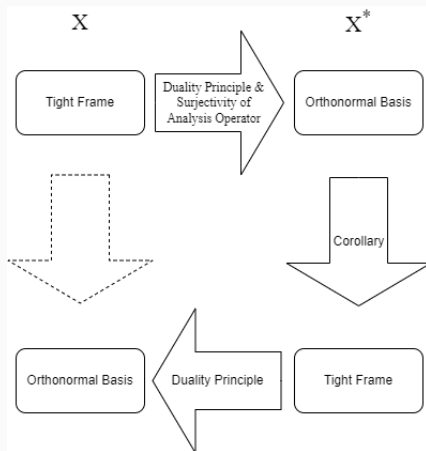 X
X*
Tight Frame
Duality Principle &
Surjectivity of
Analysis Operator
Orthonormal Basis
Corollary
Orthonormal Basis
Duality Principle
Tight Frame